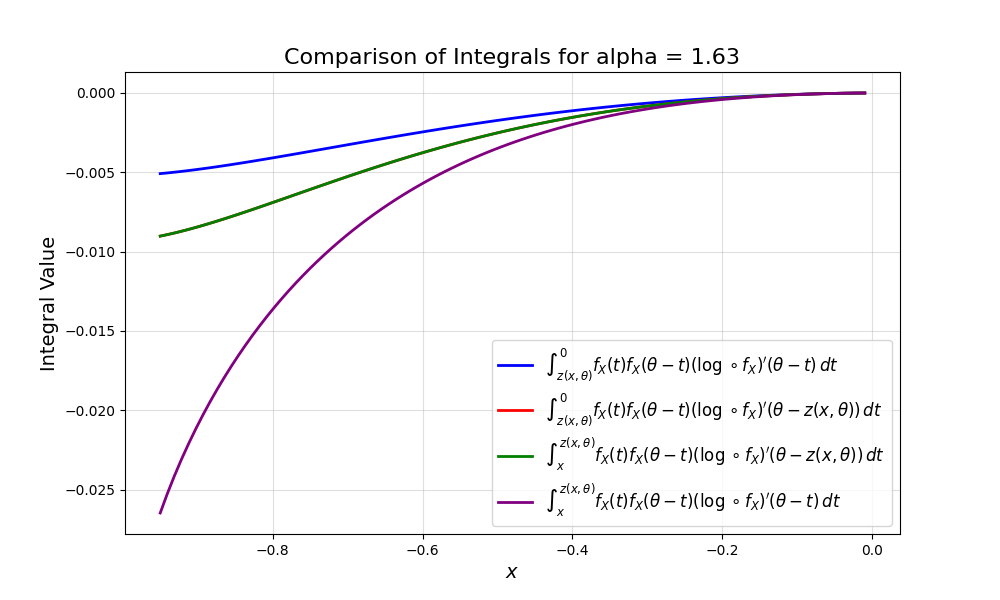 Comparison of Integrals for alpha = 1.63
Integral Value
0.000
−0.005
−0.010
−0.015
−0.020
−0.025
∫_{z(x,θ)}^{0} f_X(t)f_X(θ − t)(log ∘ f_X)′(θ − t) dt
∫_{z(x,θ)}^{0} f_X(t)f_X(θ − t)(log ∘ f_X)′(θ − z(x, θ)) dt
∫_{x}^{z(x,θ)} f_X(t)f_X(θ − t)(log ∘ f_X)′(θ − z(x, θ)) dt
∫_{x}^{z(x,θ)} f_X(t)f_X(θ − t)(log ∘ f_X)′(θ − t) dt
−0.8 −0.6 −0.4 −0.2 0.0
x